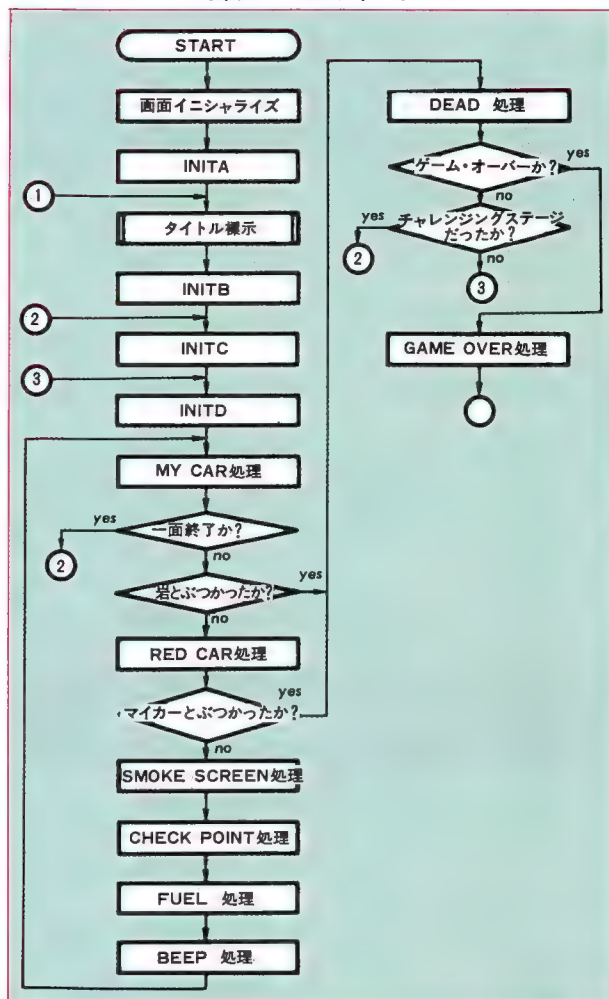 START
画面イニシャライズ
INITA
①
タイトル標示
INITB
②
INITC
③
INITD
MY CAR処理
yes
一面終了か?
②
no
岩とぶつかったか?
yes
no
RED CAR処理
yes
マイカーとぶつかったか?
no
SMOKE SCREEN処理
CHECK POINT処理
FUEL 処理
BEEP 処理
DEAD 処理
ゲーム・オーバーか?
yes
no
yes
チャレンジングステージ
だったか?
②
no
③
GAME OVER処理